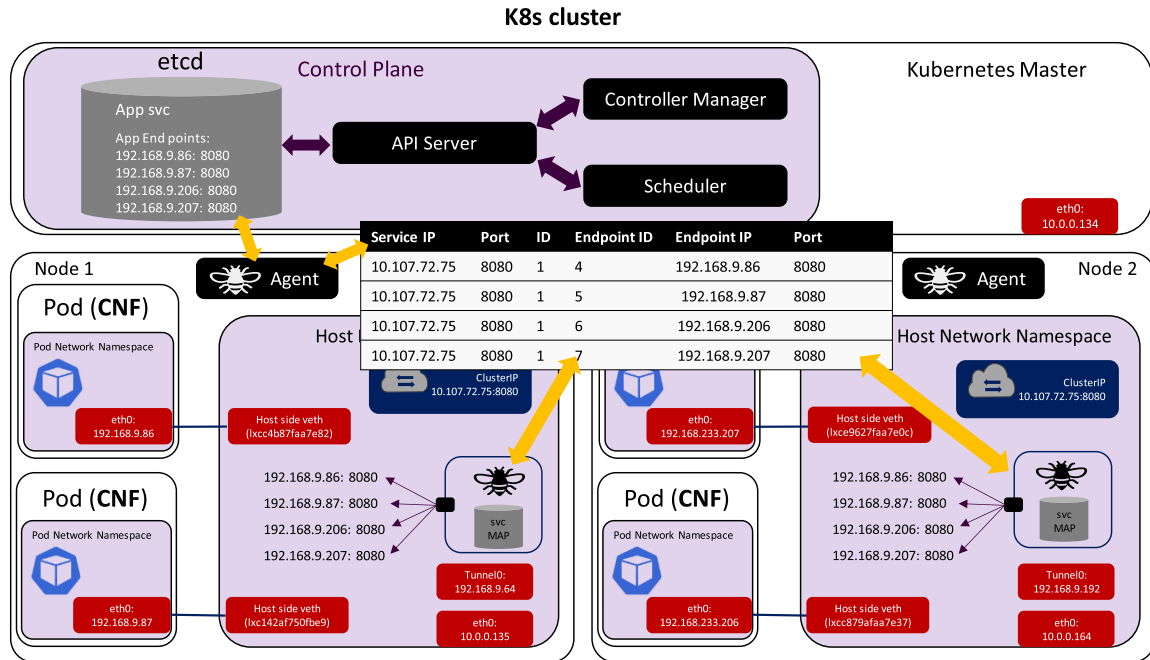 K8s cluster
etcd
Control Plane
Kubernetes Master
App svc
App End points:
192.168.9.86: 8080
192.168.9.87: 8080
192.168.9.206: 8080
192.168.9.207: 8080
API Server
Controller Manager
Scheduler
eth0:
10.0.0.134
Service IP Port ID Endpoint ID Endpoint IP Port
10.107.72.75 8080 1 4 192.168.9.86 8080
10.107.72.75 8080 1 5 192.168.9.87 8080
10.107.72.75 8080 1 6 192.168.9.206 8080
10.107.72.75 8080 1 7 192.168.9.207 8080
Node 1
Agent
Pod (CNF)
Pod Network Namespace
eth0:
192.168.9.86
Host
ClusterIP
10.107.72.75:8080
Host side veth
(lxcc4b87faa7e82)
Pod (CNF)
Pod Network Namespace
eth0:
192.168.9.87
Host side veth
(lxc142af750fbe9)
192.168.9.86: 8080
192.168.9.87: 8080
192.168.9.206: 8080
192.168.9.207: 8080
svc
MAP
Tunnel0:
192.168.9.64
eth0:
10.0.0.135
Node 2
Agent
Host Network Namespace
ClusterIP
10.107.72.75:8080
eth0:
192.168.233.207
Host side veth
(lxce9627faa7e0c)
Pod (CNF)
Pod Network Namespace
eth0:
192.168.233.206
Host side veth
(lxcc879afaa7e37)
192.168.9.86: 8080
192.168.9.87: 8080
192.168.9.206: 8080
192.168.9.207: 8080
svc
MAP
Tunnel0:
192.168.9.192
eth0:
10.0.0.164